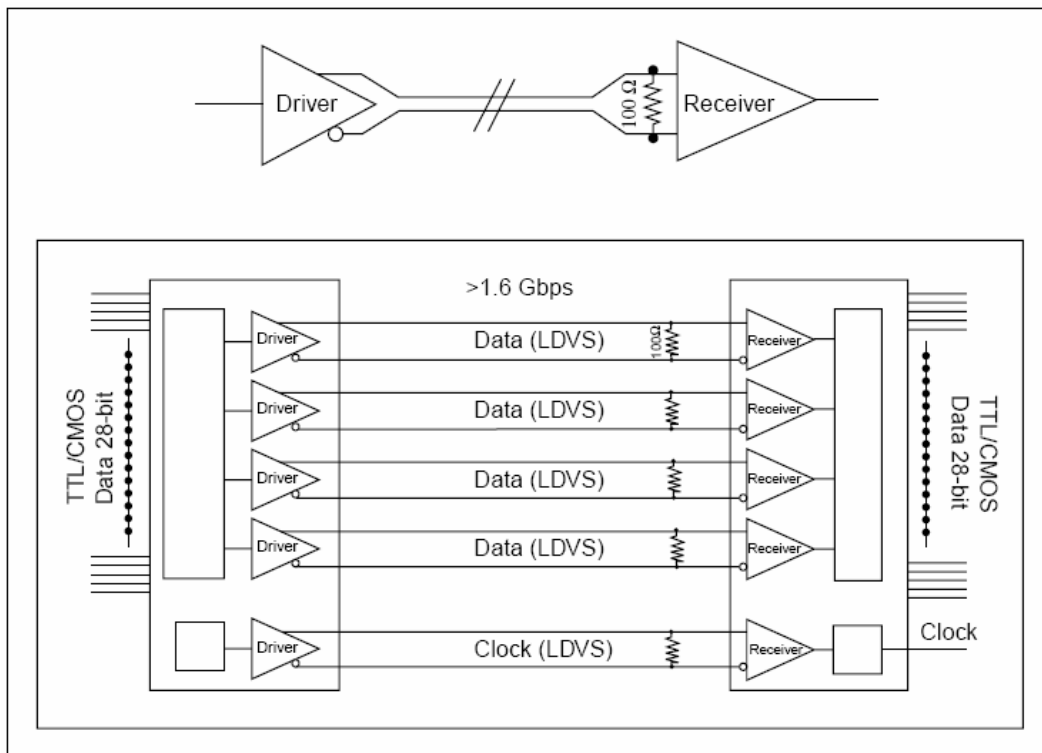 Driver
100 Ω
Receiver
>1.6 Gbps
TTL/CMOS
Data 28-bit
Driver
Data (LDVS)
100Ω
Receiver
Driver
Data (LDVS)
Receiver
Driver
Data (LDVS)
Receiver
Driver
Data (LDVS)
Receiver
Driver
Clock (LDVS)
Receiver
TTL/CMOS
Data 28-bit
Clock